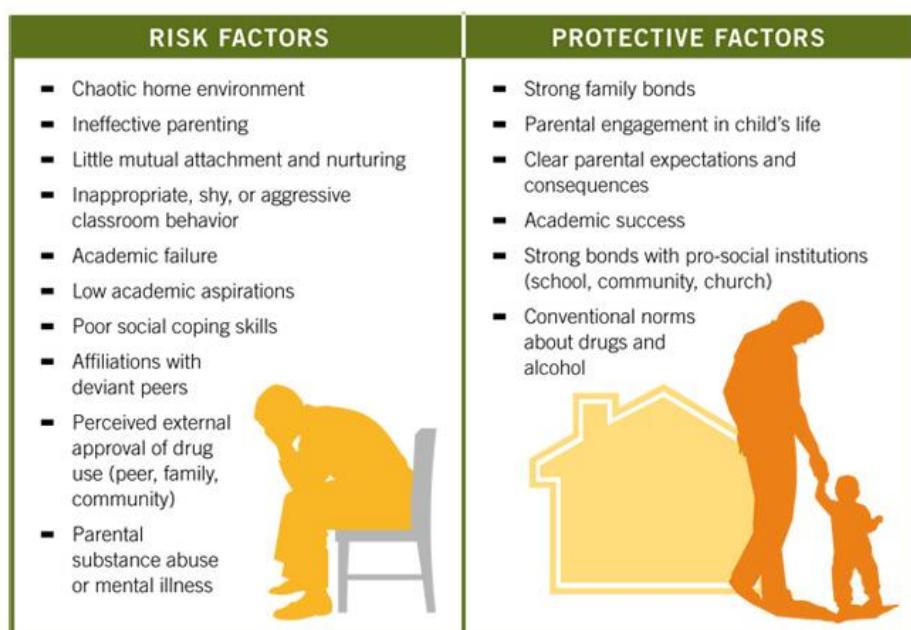 RISK FACTORS
- Chaotic home environment
- Ineffective parenting
- Little mutual attachment and nurturing
- Inappropriate, shy, or aggressive
classroom behavior
- Academic failure
- Low academic aspirations
- Poor social coping skills
- Affiliations with
deviant peers
- Perceived external
approval of drug
use (peer, family,
community)
- Parental
substance abuse
or mental illness
PROTECTIVE FACTORS
- Strong family bonds
- Parental engagement in child’s life
- Clear parental expectations and
consequences
- Academic success
- Strong bonds with pro-social institutions
(school, community, church)
- Conventional norms
about drugs and
alcohol